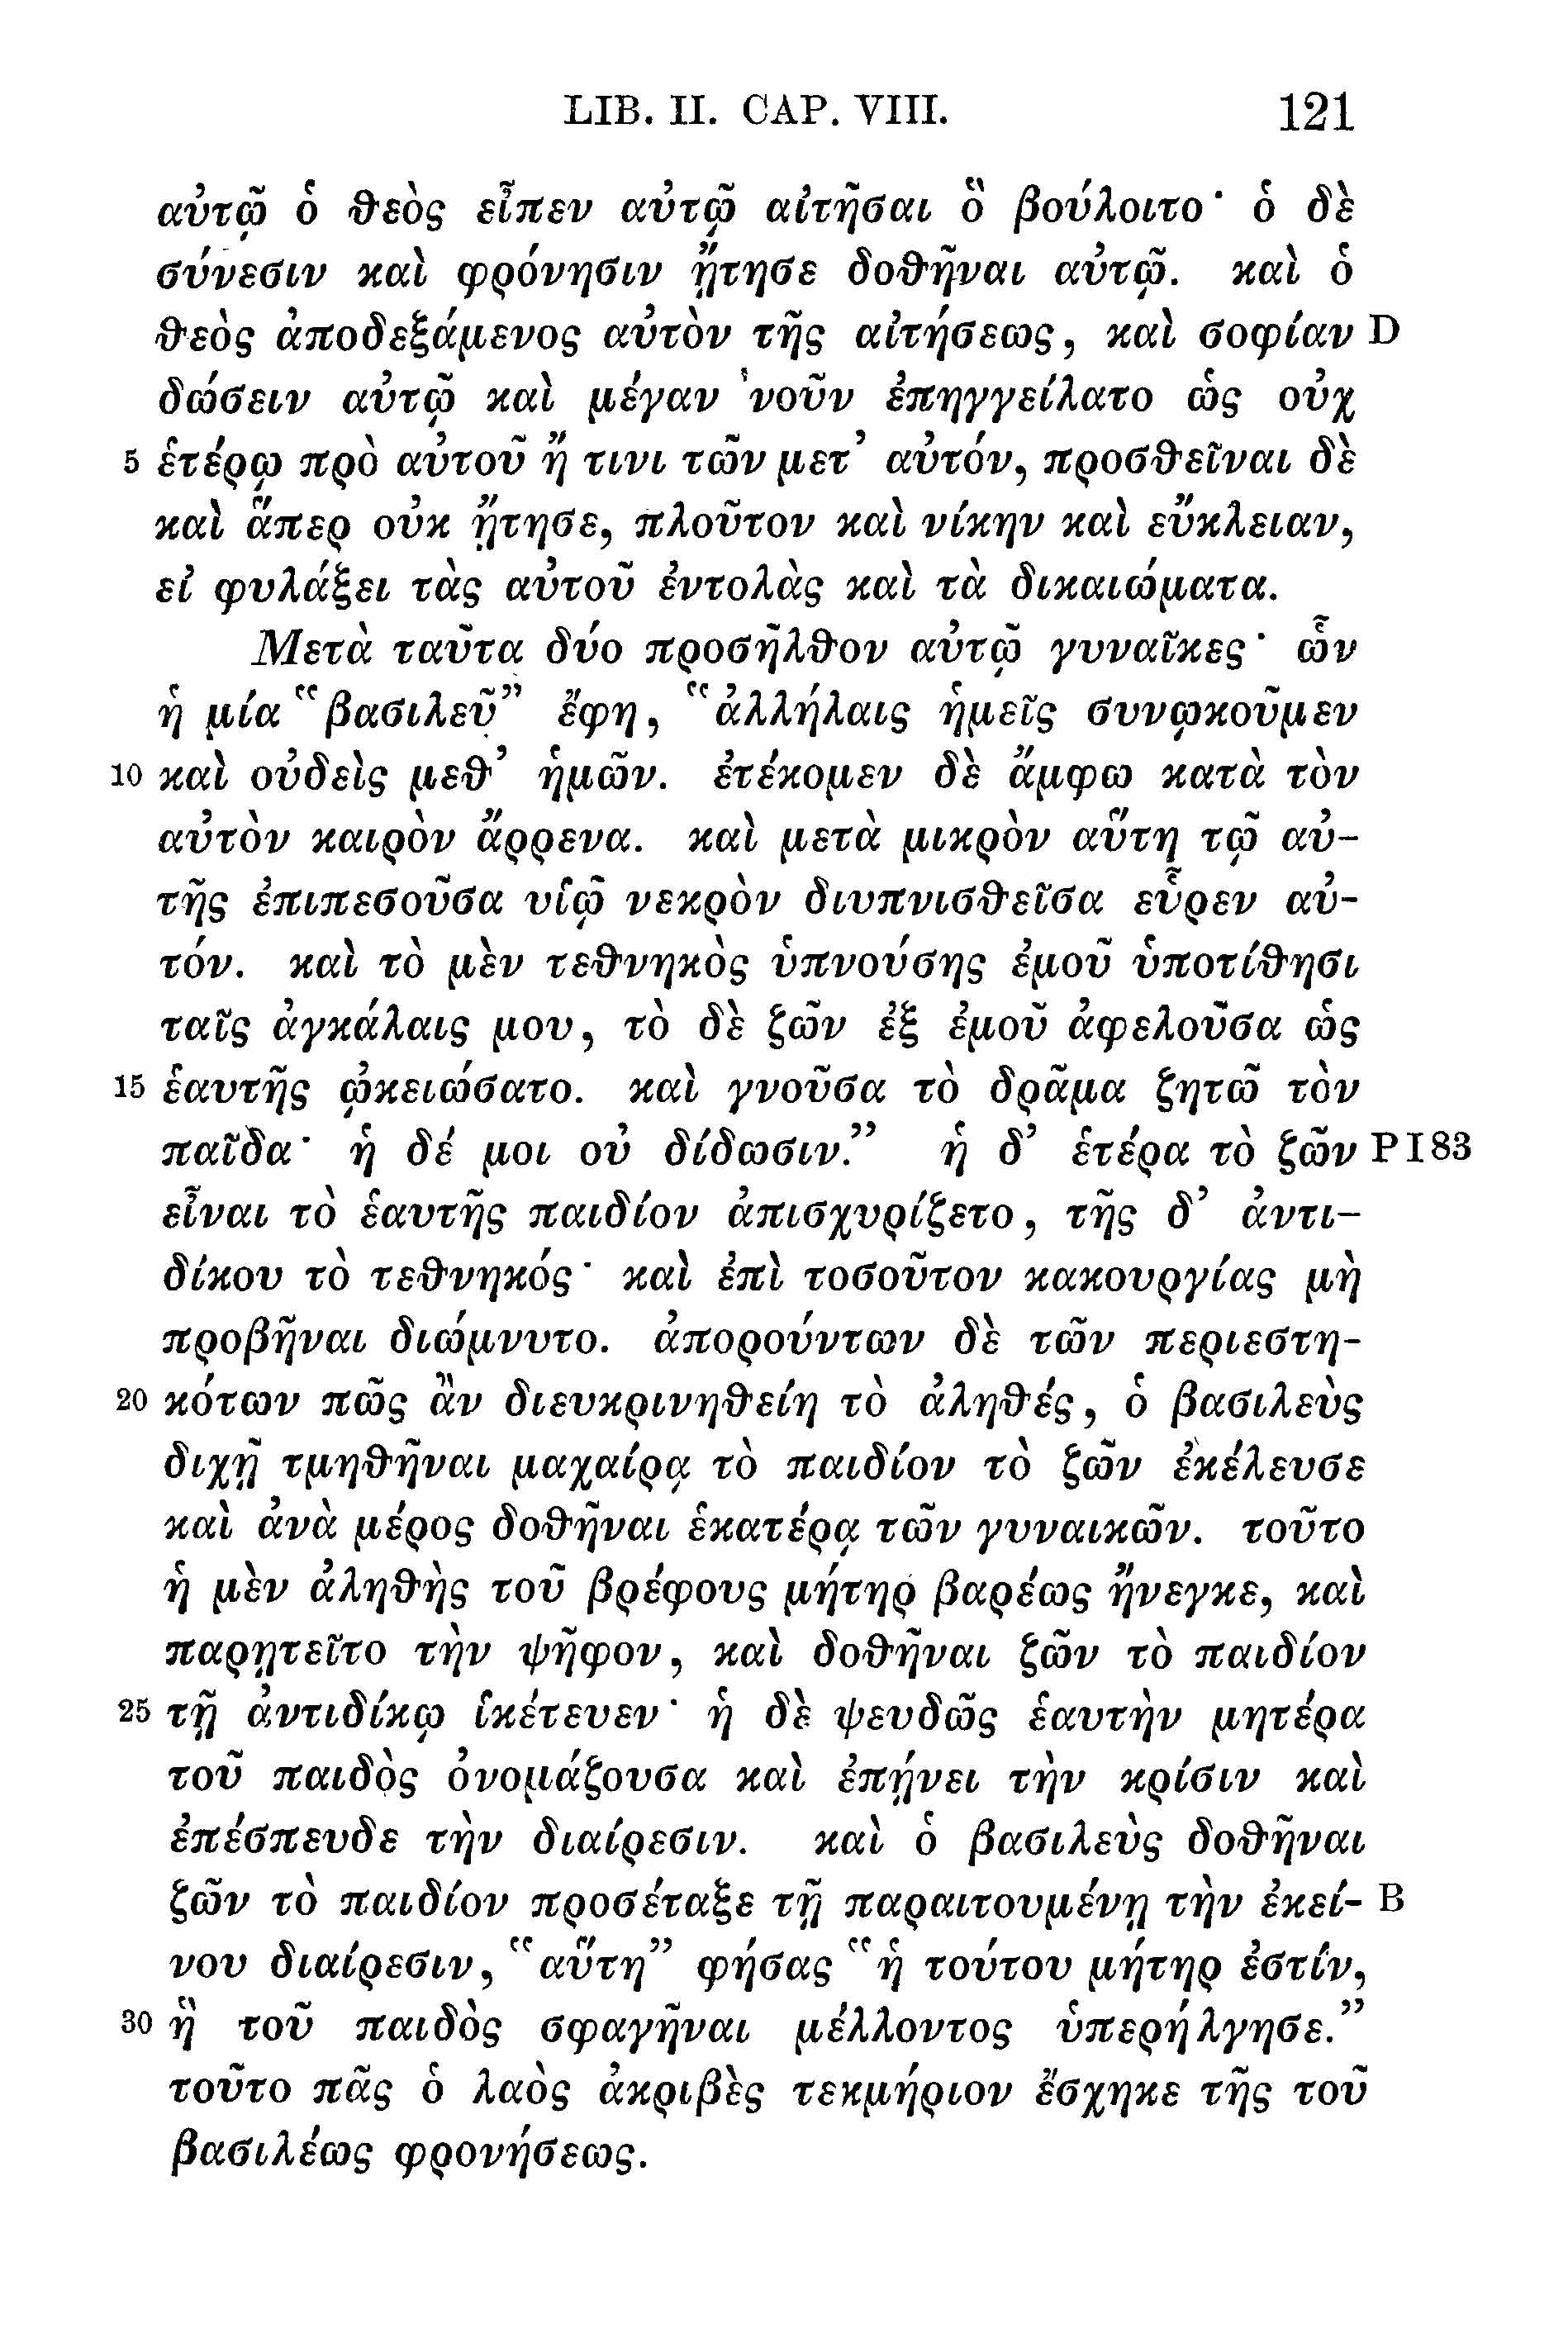 LIB. II. CAP. VIII. 121
αὐτῷ ὁ θεὸς εἶπεν αὐτῷ αἰτῆσαι ὃ βούλοιτο· ὁ δὲ
σύνεσιν καὶ φρόνησιν ᾔτησε δοθῆναι αὐτῷ. καὶ ὁ
θεὸς ἀποδεξάμενος αὐτὸν τῆς αἰτήσεως, καὶ σοφίαν D
δώσειν αὐτῷ καὶ μέγαν νοῦν ἐπηγγείλατο ὡς οὐχ
5 ἑτέρῳ πρὸ αὐτοῦ ἤ τινι τῶν μετ’ αὐτόν, προσθεῖναι δὲ
καὶ ἅπερ οὐκ ᾔτησε, πλοῦτον καὶ νίκην καὶ εὔκλειαν,
εἰ φυλάξει τὰς αὐτοῦ ἐντολὰς καὶ τὰ δικαιώματα.
Μετὰ ταῦτα δύο προσῆλθον αὐτῷ γυναῖκες· ὧν
ἡ μία “βασιλεῦ” ἔφη, “ἀλλήλαις ἡμεῖς συνῳκοῦμεν
10 καὶ οὐδεὶς μεθ’ ἡμῶν. ἐτέκομεν δὲ ἄμφω κατὰ τὸν
αὐτὸν καιρὸν ἄρρενα. καὶ μετὰ μικρὸν αὕτη τῷ αὐ-
τῆς ἐπιπεσοῦσα υἱῷ νεκρὸν διυπνισθεῖσα εὗρεν αὐ-
τόν. καὶ τὸ μὲν τεθνηκὸς ὑπνούσης ἐμοῦ ὑποτίθησι
ταῖς ἀγκάλαις μου, τὸ δὲ ζῶν ἐξ ἐμοῦ ἀφελοῦσα ὡς
15 ἑαυτῆς ᾠκειώσατο. καὶ γνοῦσα τὸ δρᾶμα ζητῶ τὸν
παῖδα· ἡ δέ μοι οὐ δίδωσιν.” ἡ δ’ ἑτέρα τὸ ζῶν P I 83
εἶναι τὸ ἑαυτῆς παιδίον ἀπισχυρίζετο, τῆς δ’ ἀντι-
δίκου τὸ τεθνηκός· καὶ ἐπὶ τοσοῦτον κακουργίας μὴ
προβῆναι διώμνυτο. ἀπορούντων δὲ τῶν περιεστη-
20 κότων πῶς ἂν διευκρινηθείη τὸ ἀληθές, ὁ βασιλεὺς
διχῇ τμηθῆναι μαχαίρᾳ τὸ παιδίον τὸ ζῶν ἐκέλευσε
καὶ ἀνὰ μέρος δοθῆναι ἑκατέρᾳ τῶν γυναικῶν. τοῦτο
ἡ μὲν ἀληθὴς τοῦ βρέφους μήτηρ βαρέως ἤνεγκε, καὶ
παρῃτεῖτο τὴν ψῆφον, καὶ δοθῆναι ζῶν τὸ παιδίον
25 τῇ ἀντιδίκῳ ἱκέτευεν· ἡ δὲ ψευδῶς ἑαυτὴν μητέρα
τοῦ παιδὸς ὀνομάζουσα καὶ ἐπῄνει τὴν κρίσιν καὶ
ἐπέσπευδε τὴν διαίρεσιν. καὶ ὁ βασιλεὺς δοθῆναι
ζῶν τὸ παιδίον προσέταξε τῇ παραιτουμένῃ τὴν ἐκεί- B
νου διαίρεσιν, “αὕτη” φήσας “ἡ τούτου μήτηρ ἐστίν,
30 ἣ τοῦ παιδὸς σφαγῆναι μέλλοντος ὑπερήλγησε.”
τοῦτο πᾶς ὁ λαὸς ἀκριβὲς τεκμήριον ἔσχηκε τῆς τοῦ
βασιλέως φρονήσεως.